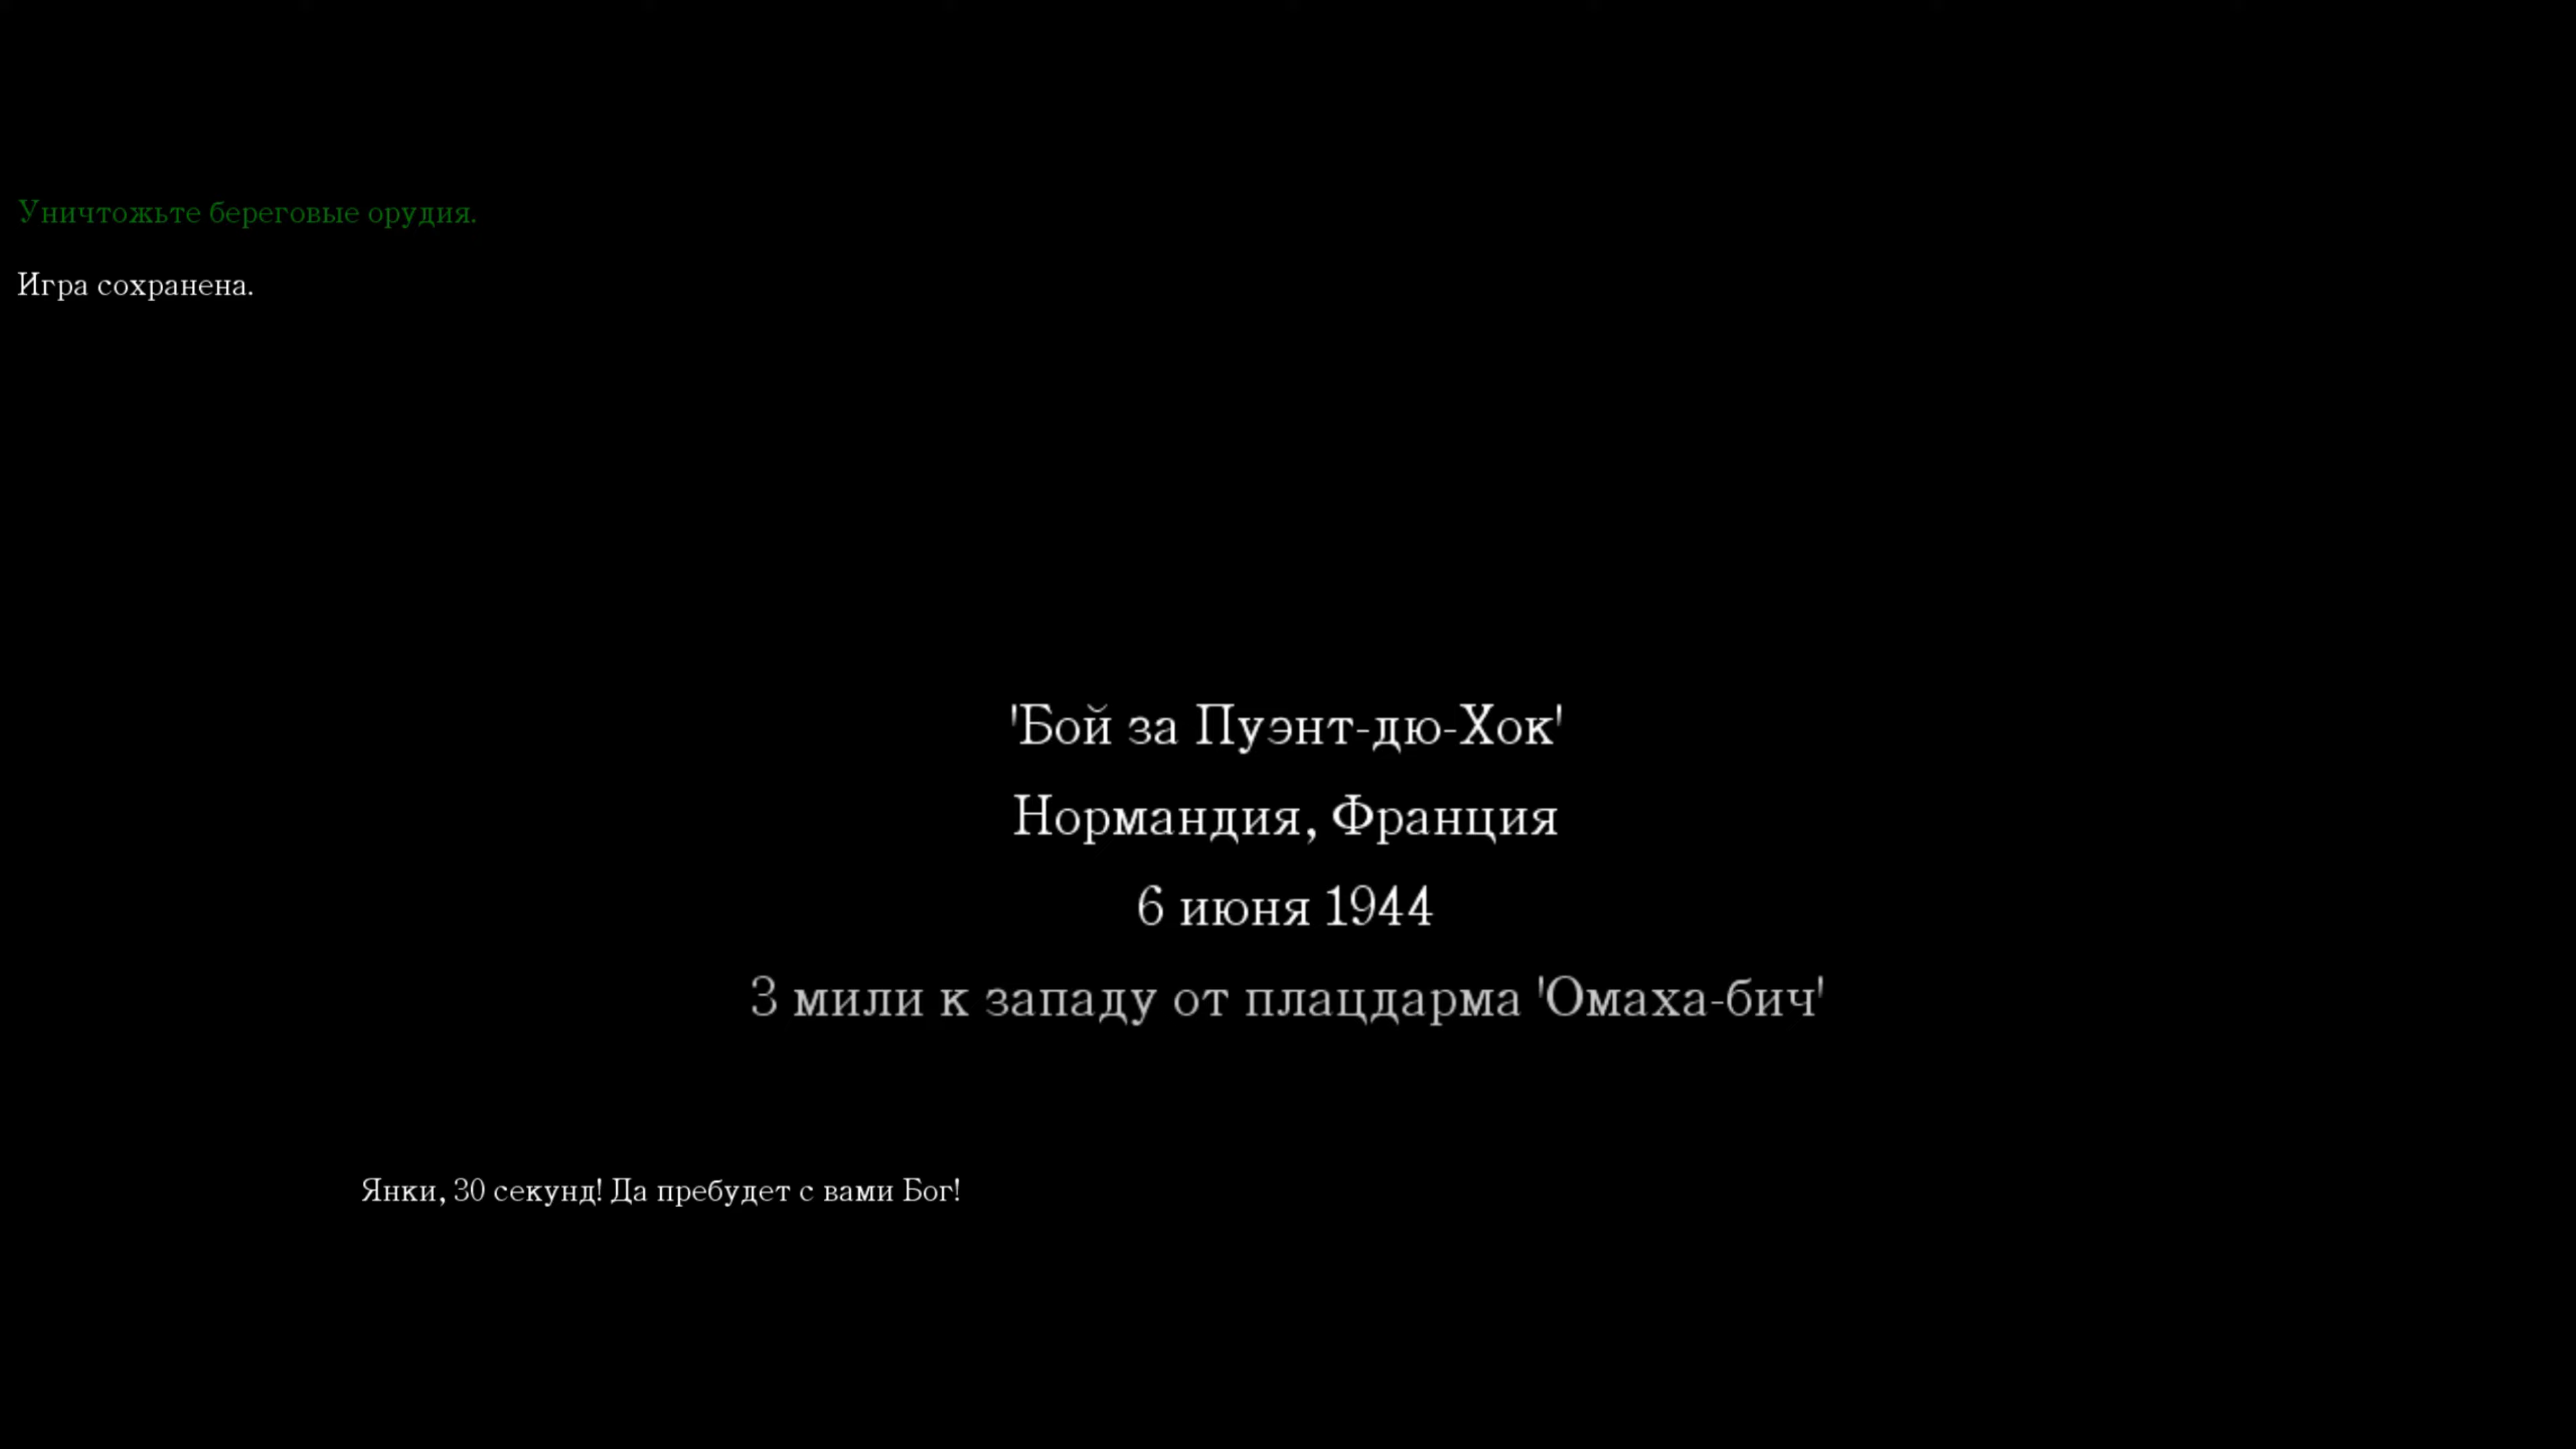 Уничтожьте береговые орудия.
Игра сохранена.
'Бой за Пуэнт-дю-Хок'
Нормандия, Франция
6 июня 1944
3 мили к западу от плацдарма 'Омаха-бич'
Янки, 30 секунд! Да пребудет с вами Бог!